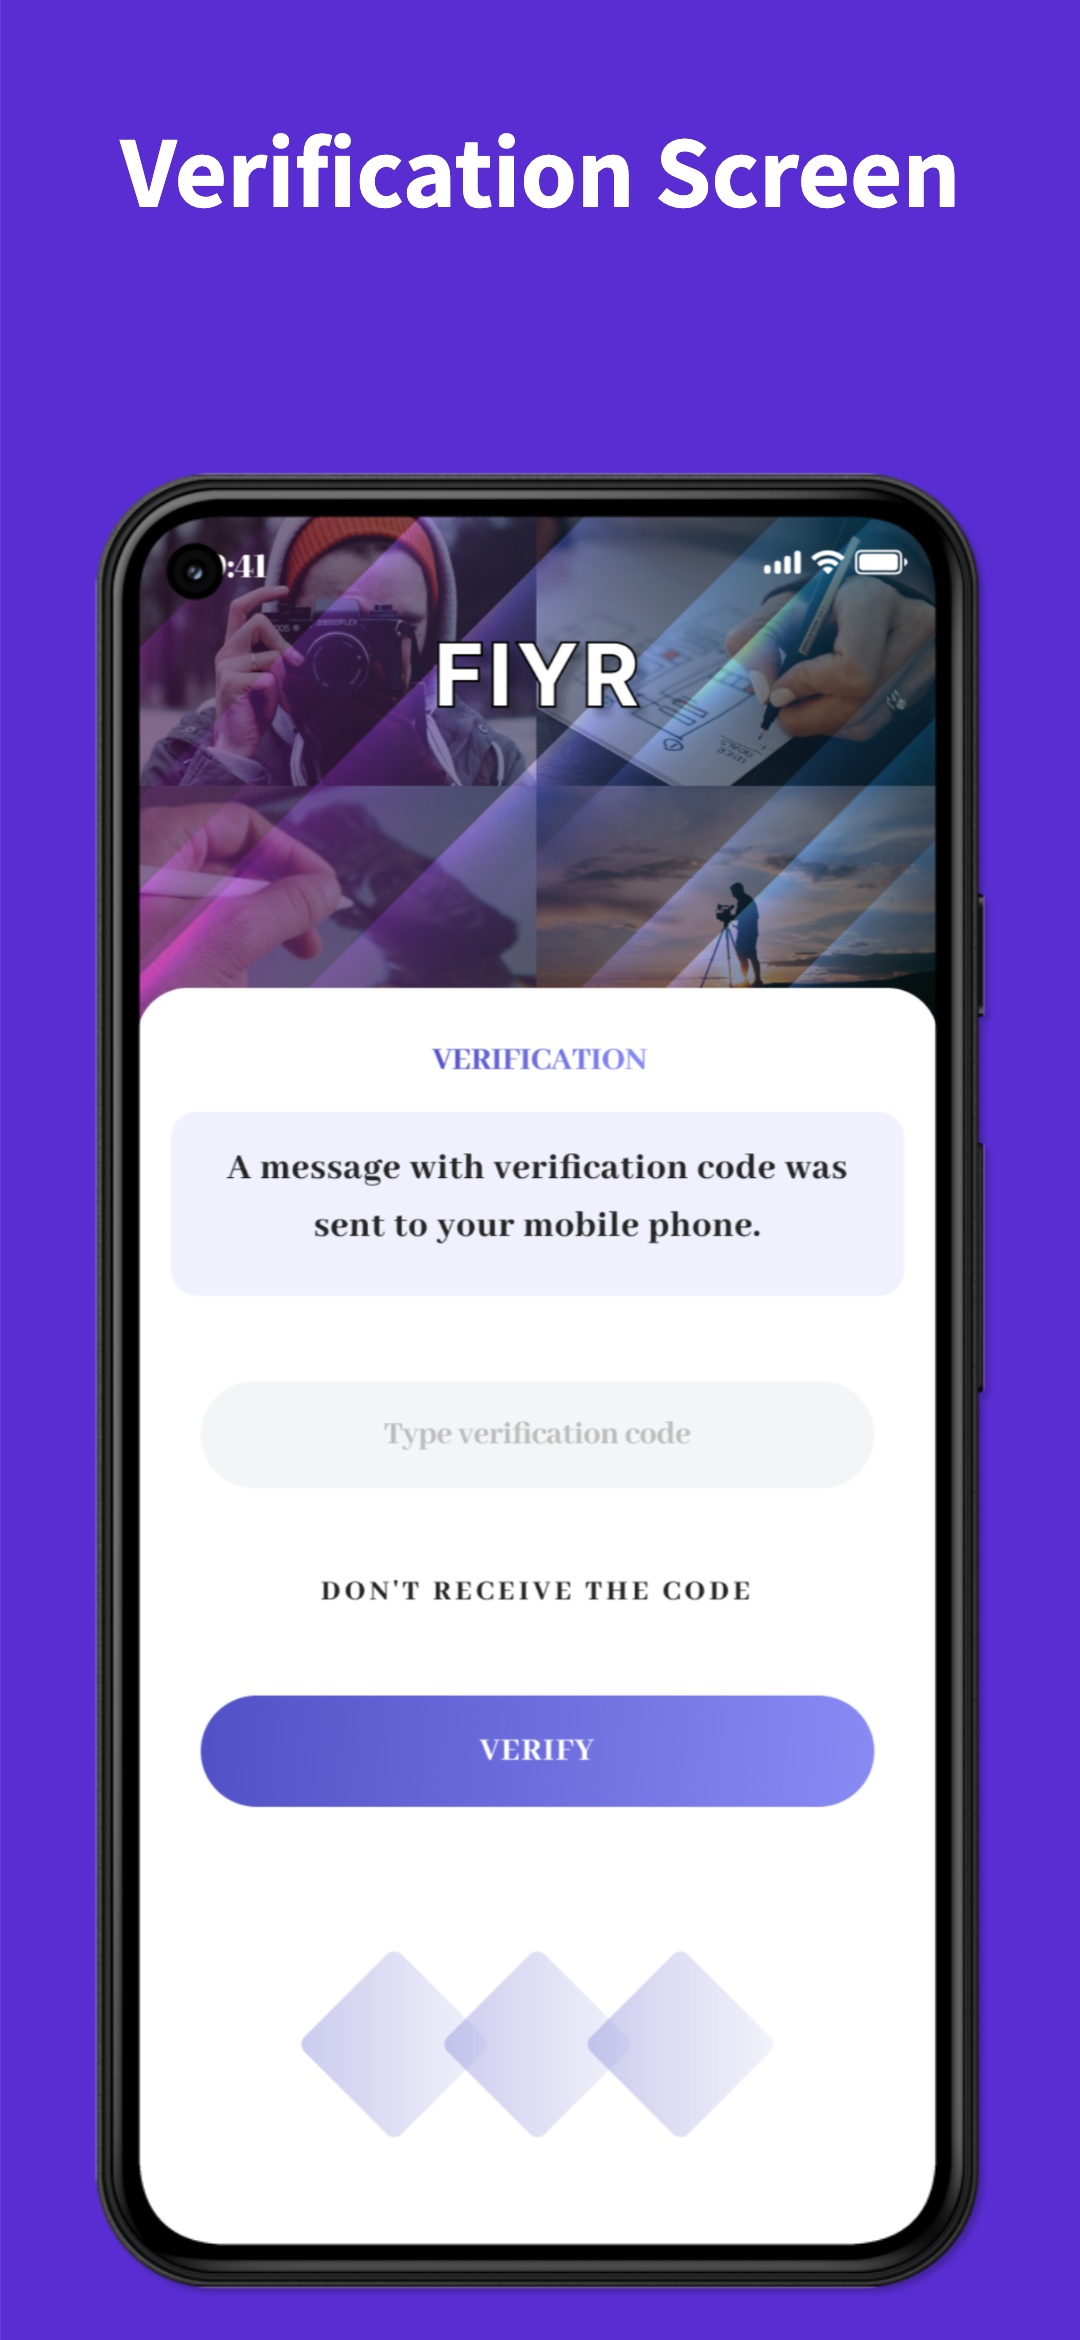 Verification Screen
:41
FIYR
VERIFICATION
A message with verification code was
sent to your mobile phone.
Type verification code
DON'T RECEIVE THE CODE
VERIFY